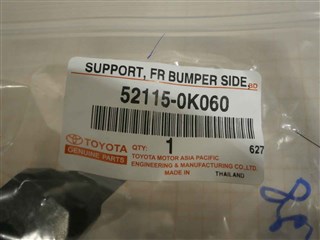 SUPPORT, FR BUMPER SIDE,
52115-0K060
TOYOTA
GENUINE PARTS
QTY: 1 627
TOYOTA MOTOR ASIA PACIFIC
ENGINEERING & MANUFACTURING CO.,LTD
MADE IN THAILAND